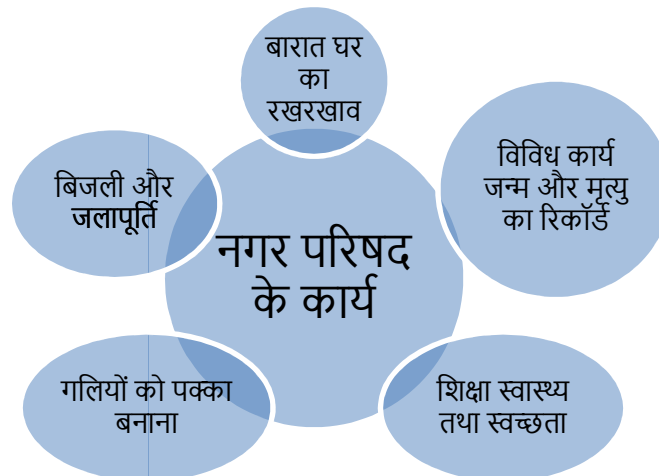 बारात घर
का
रखरखाव
विविध कार्य
जन्म और मृत्यु
का रिकॉर्ड
बिजली और
जलापूर्ति
नगर परिषद
के कार्य
गलियों को पक्का
बनाना
शिक्षा स्वास्थ्य
तथा स्वच्छता